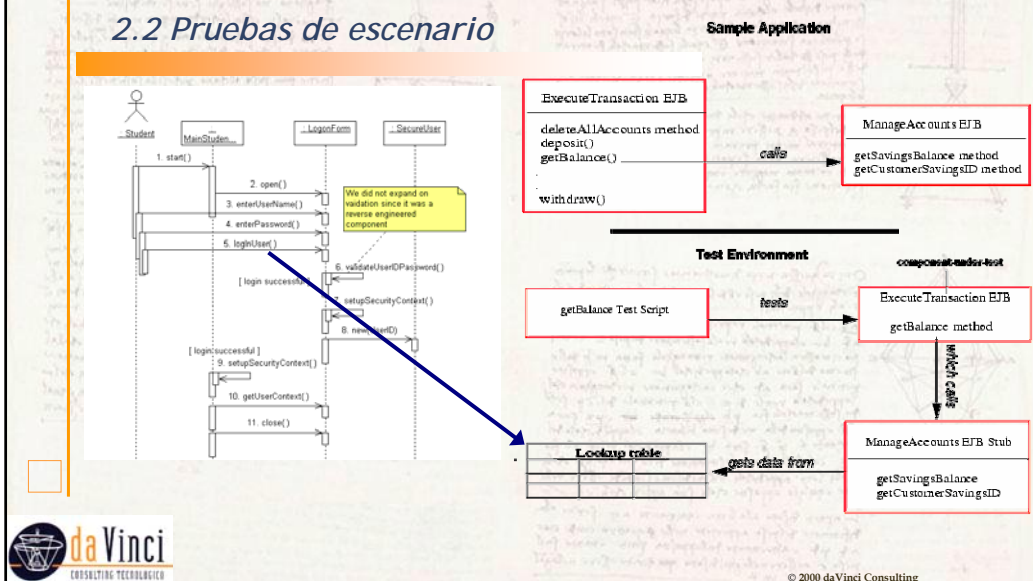 2.2 Pruebas de escenario
: Student
MainStuden...
: LogonForm
: SecureUser
1. start()
2. open()
3. enterUserName()
4. enterPassword()
5. logInUser()
We did not expand on
vaidation since it was a
reverse engineered
component
6. validateUserIDPassword()
[ login successful ]
7. setupSecurityContext()
8. new(UserID)
[ login successful ]
9. setupSecurityContext()
10. getUserContext()
11. close()
Sample Application
ExecuteTransaction EJB
deleteAllAccounts method
deposit()
getBalance()
.
.
withdraw()
calls
ManageAccounts EJB
getSavingsBalance method
getCustomerSavingsID method
Test Environment
component-under-test
getBalance Test Script
tests
ExecuteTransaction EJB
getBalance method
which calls
ManageAccounts EJB Stub
getSavingsBalance
getCustomerSavingsID
gets data from
Lookup table
da Vinci
CONSULTING TECNOLOGICO
© 2000 daVinci Consulting